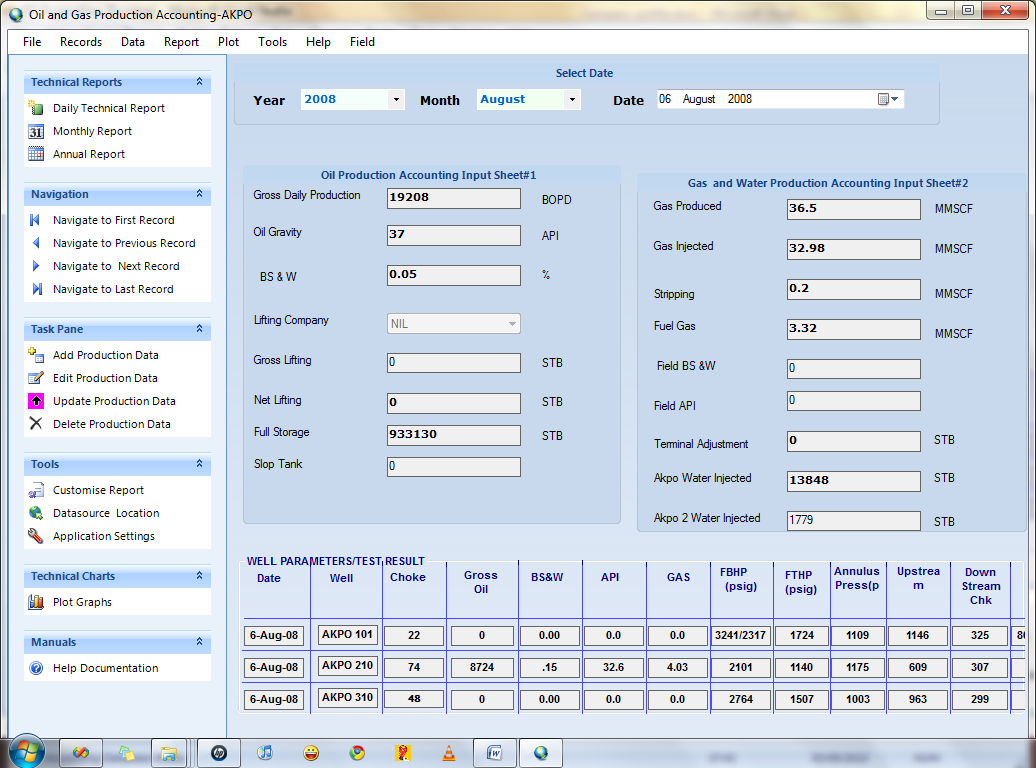 Oil and Gas Production Accounting-AKPO
File Records Data Report Plot Tools Help Field
Technical Reports
Daily Technical Report
31 Monthly Report
Annual Report
Navigation
Navigate to First Record
Navigate to Previous Record
Navigate to Next Record
Navigate to Last Record
Task Pane
Add Production Data
Edit Production Data
Update Production Data
Delete Production Data
Tools
Customise Report
Datasource Location
Application Settings
Technical Charts
Plot Graphs
Manuals
Help Documentation
Select Date
Year 2008 Month August Date 06 August 2008
Oil Production Accounting Input Sheet#1
Gross Daily Production 19208 BOPD
Oil Gravity 37 API
BS & W 0.05 %
Lifting Company NIL
Gross Lifting 0 STB
Net Lifting 0 STB
Full Storage 933130 STB
Slop Tank 0
Gas and Water Production Accounting Input Sheet#2
Gas Produced 36.5 MMSCF
Gas Injected 32.98 MMSCF
Stripping 0.2 MMSCF
Fuel Gas 3.32 MMSCF
Field BS &W 0
Field API 0
Terminal Adjustment 0 STB
Akpo Water Injected 13848 STB
Akpo 2 Water Injected 1779 STB
WELL PARAMETERS/TEST RESULT
Date Well Choke Gross Oil BS&W API GAS FBHP (psig) FTHP (psig) Annulus Press(p Upstrea m Down Stream Chk
6-Aug-08 AKPO 101 22 0 0.00 0.0 0.0 3241/2317 1724 1109 1146 325
6-Aug-08 AKPO 210 74 8724 .15 32.6 4.03 2101 1140 1175 609 307
6-Aug-08 AKPO 310 48 0 0.00 0.0 0.0 2764 1507 1003 963 299